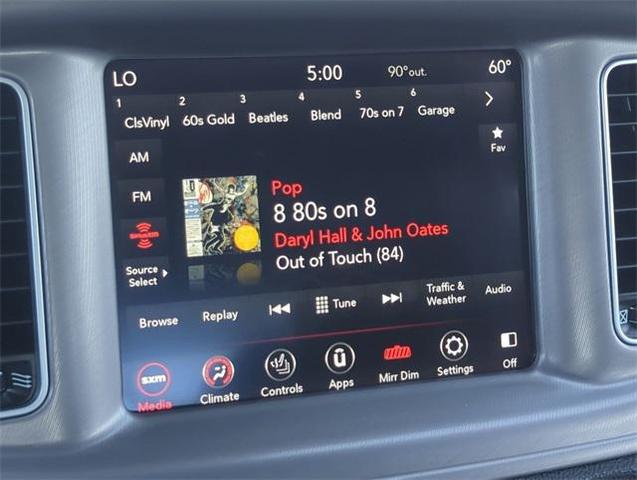 LO 5:00 90°out. 60°
1 2 3 4 5 6
ClsVinyl 60s Gold Beatles Blend 70s on 7 Garage
AM
Fav
FM
Pop
8 80s on 8
Daryl Hall & John Oates
Out of Touch (84)
Source
Select
Browse Replay Tune Traffic &
Weather Audio
sxm
Media Climate Controls Apps Mirr Dim Settings Off